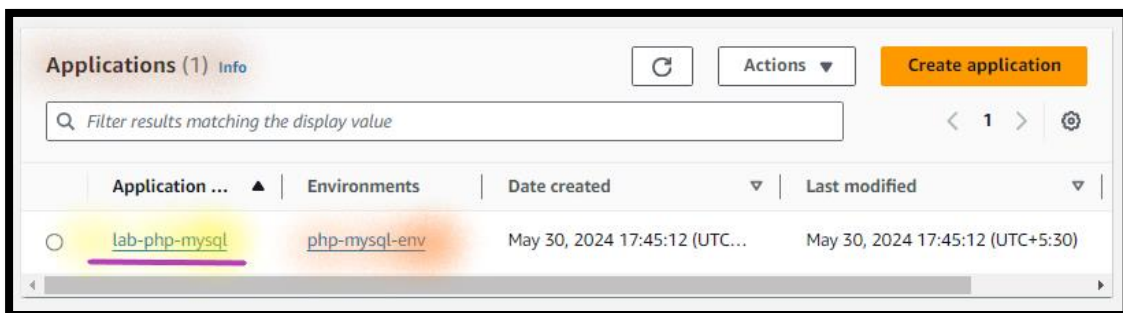 Applications (1) Info
Actions
Create application
Filter results matching the display value
1
Application ... Environments Date created Last modified
lab-php-mysql php-mysql-env May 30, 2024 17:45:12 (UTC... May 30, 2024 17:45:12 (UTC+5:30)